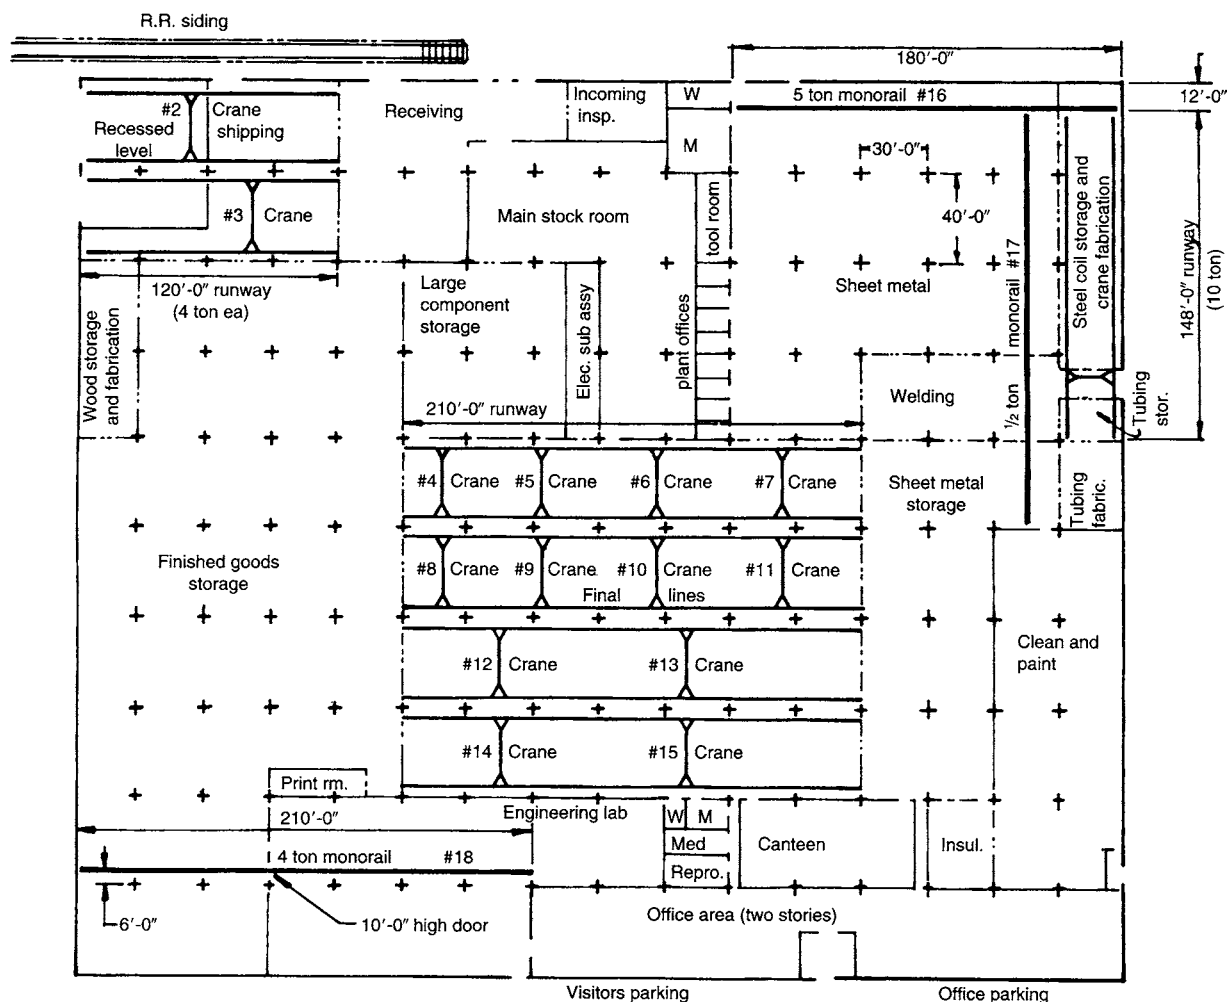 R.R. siding
180'-0"
12'-0"
5 ton monorail #16
W
M
Incoming
insp.
Receiving
#2
Crane
shipping
Recessed
level
#3
Crane
30'-0"
40'-0"
Main stock room
tool room
Sheet metal
monorail #17
1/2 ton
Steel coil storage and
crane fabrication
148'-0" runway
(10 ton)
120'-0" runway
(4 ton ea)
Large
component
storage
Elec. sub assy
plant offices
Wood storage
and fabrication
Welding
Tubing
stor.
210'-0" runway
#4 Crane #5 Crane #6 Crane #7 Crane
Sheet metal
storage
Tubing
fabric.
Finished goods
storage
#8 Crane #9 Crane #10 Crane #11 Crane
Final lines
#12 Crane #13 Crane
Clean and
paint
#14 Crane #15 Crane
Print rm.
210'-0"
Engineering lab
W M
Med
Repro.
Canteen
Insul.
4 ton monorail #18
6'-0"
10'-0" high door
Office area (two stories)
Visitors parking
Office parking